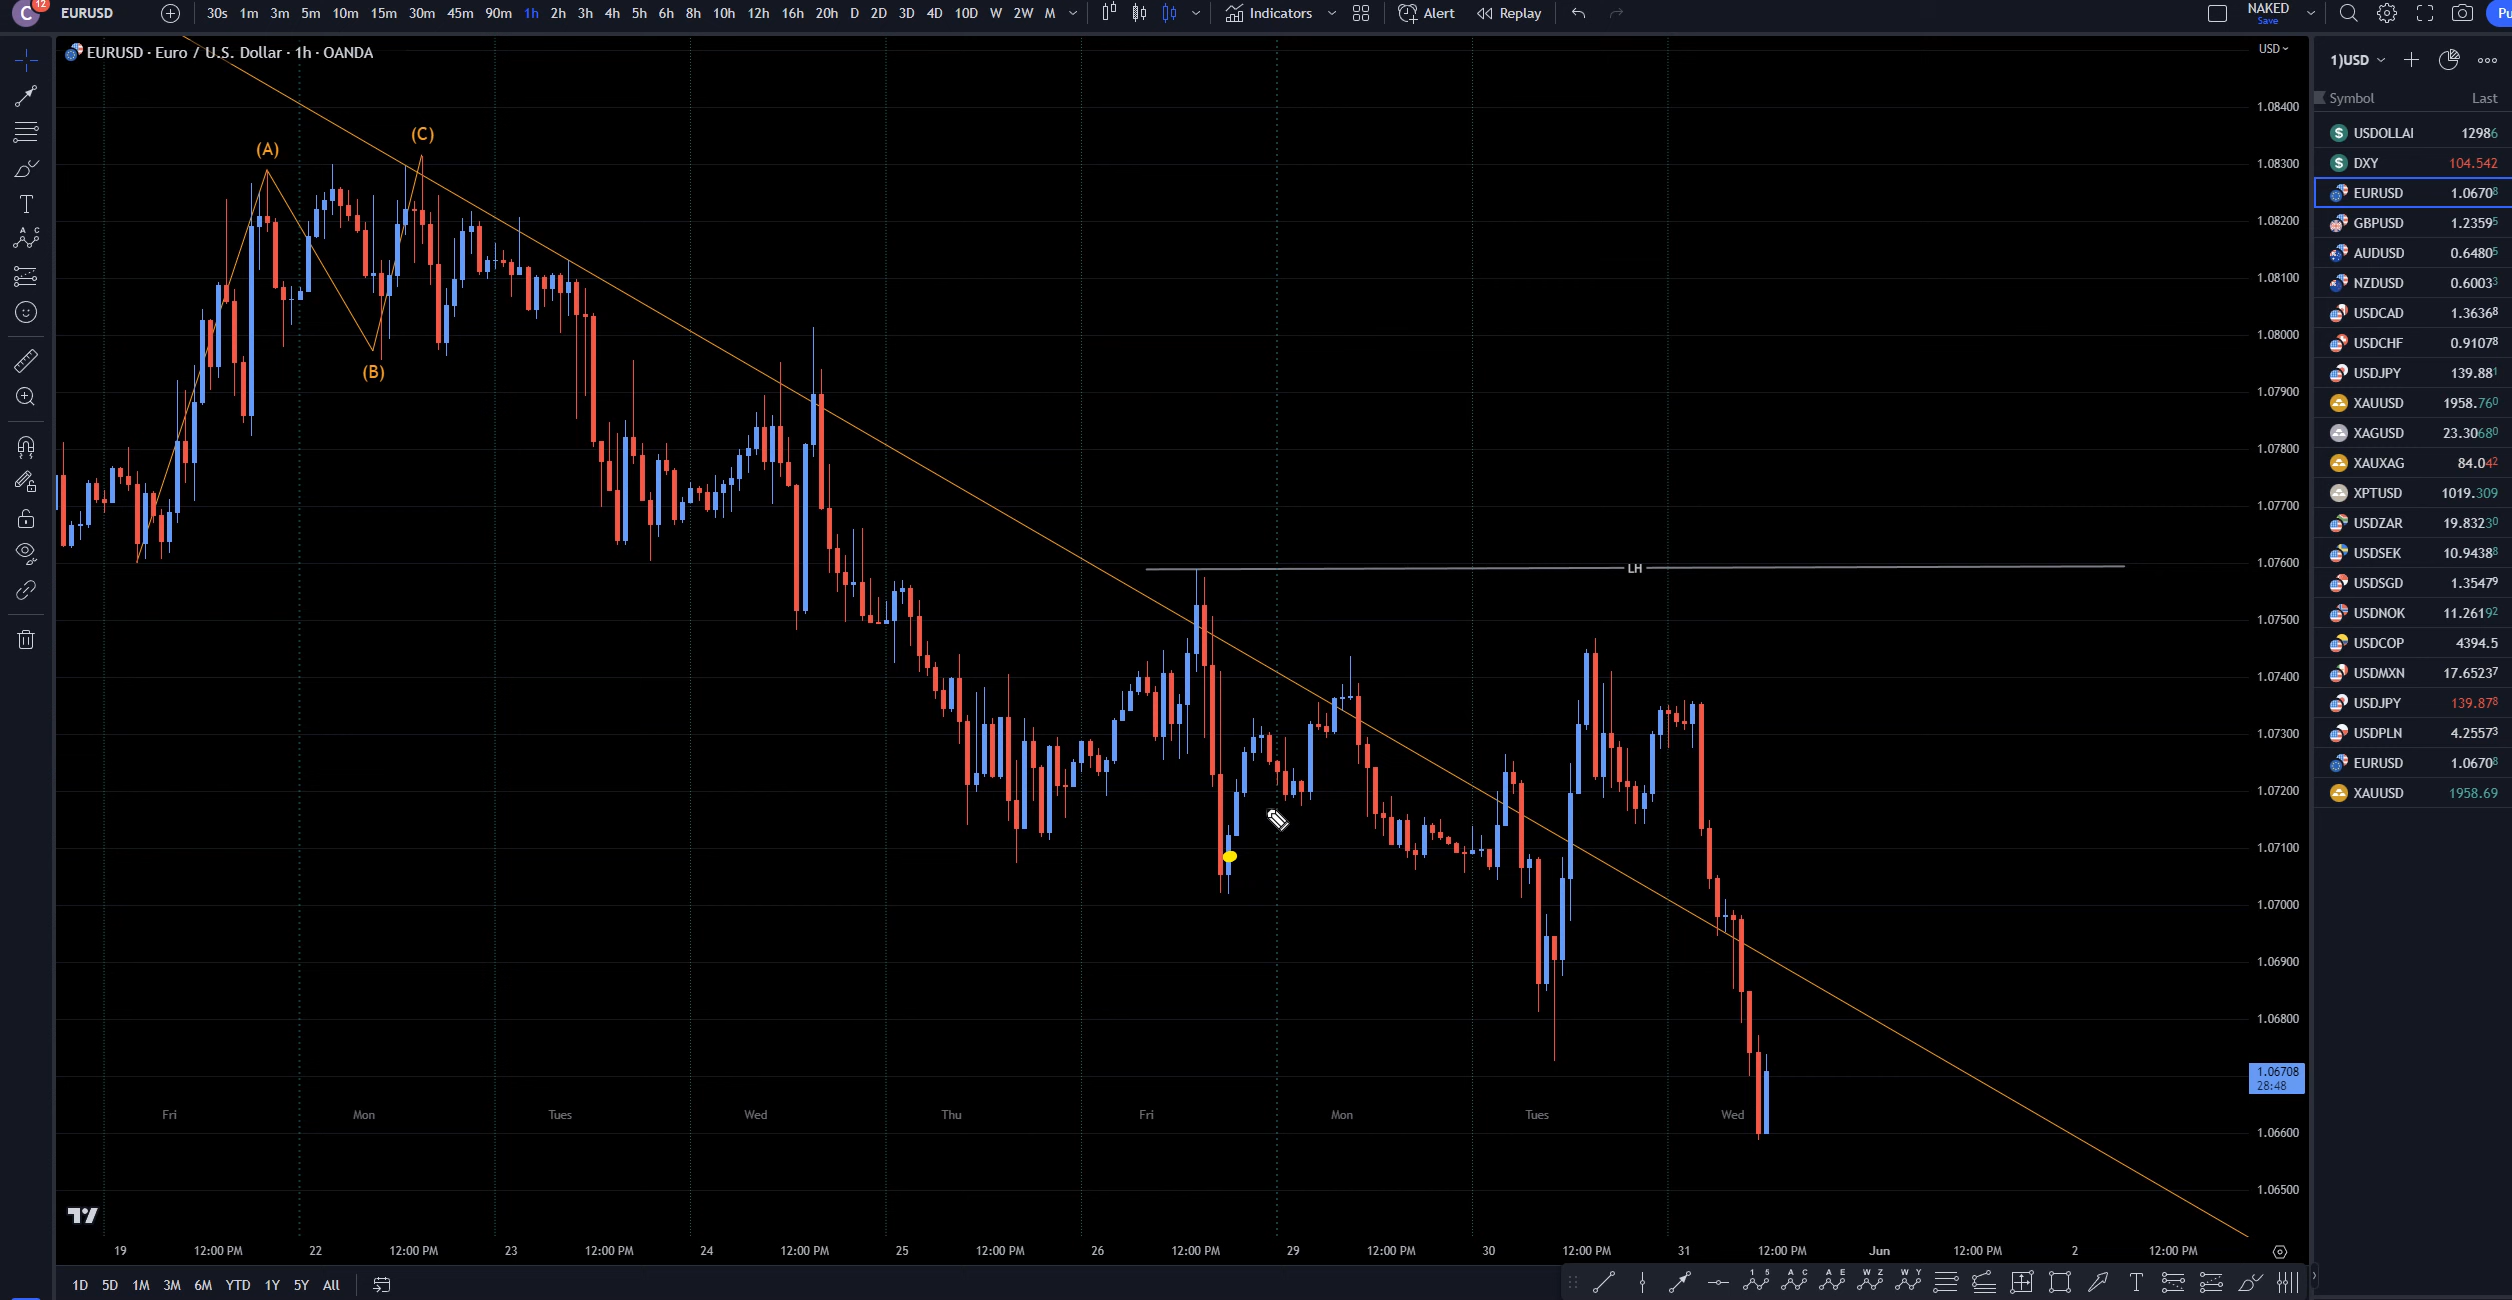 C 12 EURUSD 30s 1m 3m 5m 10m 15m 30m 45m 90m 1h 2h 3h 4h 5h 6h 8h 10h 12h 16h 20h D 2D 3D 4D 10D W 2W M Indicators Alert Replay NAKED Pu
Save
EURUSD · Euro / U.S. Dollar · 1h · OANDA
USD
1)USD
Symbol Last
1.08400
USDOLLAI 12986
(C)
(A)
1.08300
DXY 104.542
EURUSD 1.06708
1.08200
GBPUSD 1.23595
AUDUSD 0.64805
1.08100
NZDUSD 0.60033
USDCAD 1.36368
1.08000
USDCHF 0.91078
(B)
USDJPY 139.881
1.07900
XAUUSD 1958.760
XAGUSD 23.30680
1.07800
XAUXAG 84.042
XPTUSD 1019.309
1.07700
USDZAR 19.83230
USDSEK 10.94388
1.07600
LH
USDSGD 1.35479
USDNOK 11.26192
1.07500
USDCOP 4394.5
USDMXN 17.65237
1.07400
USDJPY 139.878
USDPLN 4.25573
1.07300
EURUSD 1.06708
XAUUSD 1958.69
1.07200
1.07100
1.07000
1.06900
1.06800
1.06708
28:48
Fri Mon Tues Wed Thu Fri Mon Tues Wed
1.06600
1.06500
19 12:00 PM 22 12:00 PM 23 12:00 PM 24 12:00 PM 25 12:00 PM 26 12:00 PM 29 12:00 PM 30 12:00 PM 31 12:00 PM Jun 12:00 PM 2 12:00 PM
1D 5D 1M 3M 6M YTD 1Y 5Y All